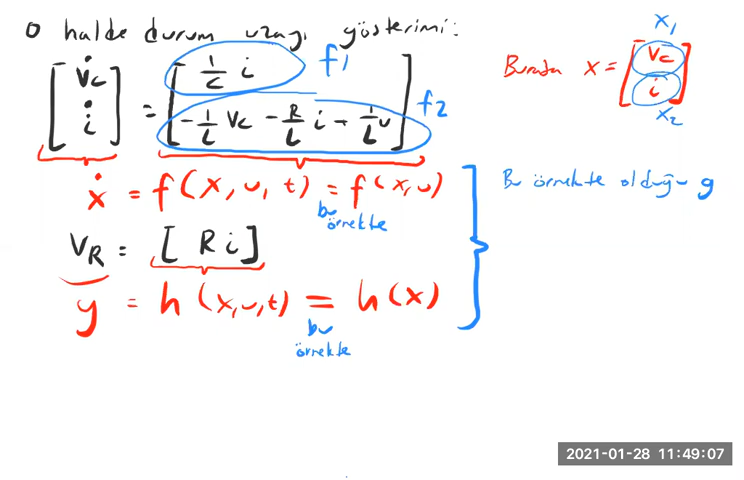 O halde durum uzayı gösterimi:
[ v̇c ; i̇ ] = [ 1/C i ; -1/L Vc - R/L i + 1/L u ]
f1
f2
ẋ = f(x,u,t) = f(x,u)
bu örnekte
VR = [ R i ]
y = h(x,u,t) = h(x)
bu
örnekte
Burada x = [ Vc ; i ]
x1
x2
Bu örnekte olduğu g
2021-01-28 11:49:07